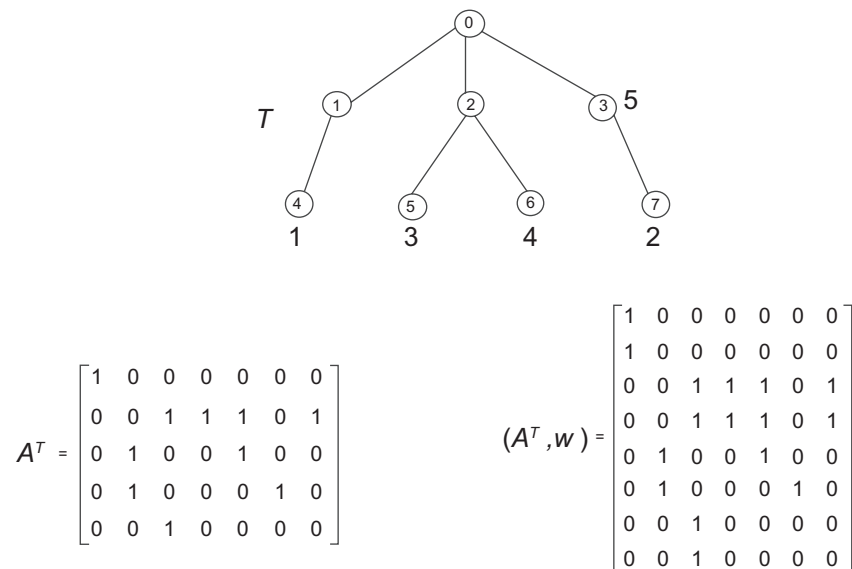 0
T 1 2 3 5
4 5 6 7
1 3 4 2
A^T = [1 0 0 0 0 0 0
0 0 1 1 1 0 1
0 1 0 0 1 0 0
0 1 0 0 0 1 0
0 0 1 0 0 0 0]
(A^T ,w ) = [1 0 0 0 0 0 0
1 0 0 0 0 0 0
0 0 1 1 1 0 1
0 0 1 1 1 0 1
0 1 0 0 1 0 0
0 1 0 0 0 1 0
0 0 1 0 0 0 0
0 0 1 0 0 0 0